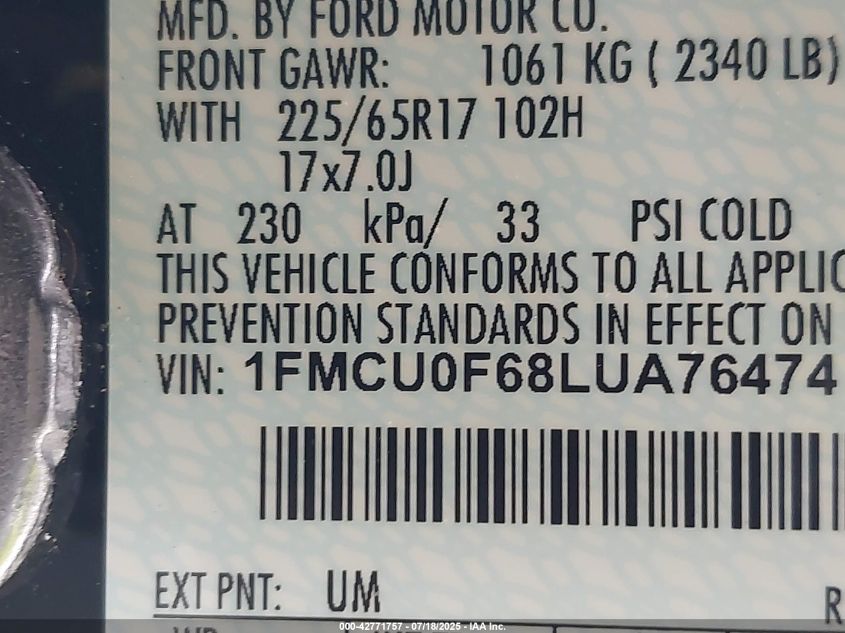 MFD. BY FORD MOTOR CO.
FRONT GAWR: 1061 KG ( 2340 LB)
WITH 225/65R17 102H
17x7.0J
AT 230 kPa/ 33 PSI COLD
THIS VEHICLE CONFORMS TO ALL APPLIC
PREVENTION STANDARDS IN EFFECT ON
VIN: 1FMCU0F68LUA76474
EXT PNT: UM R
000-42771757 - 07/18/2025 - IAA Inc.